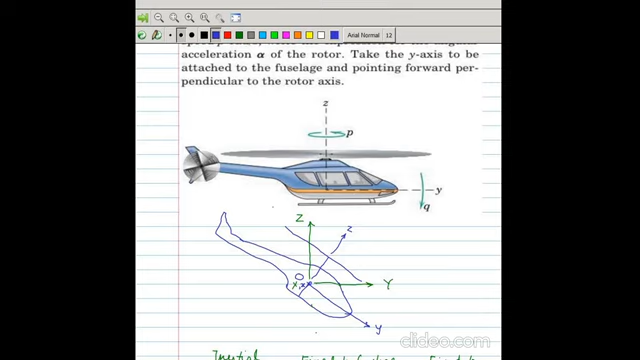 Arial Normal 12
acceleration α of the rotor. Take the y-axis to be
attached to the fuselage and pointing forward per-
pendicular to the rotor axis.
z
p
y
q
Z
z
O
X,x
Y
y
Inertial
clideo.com